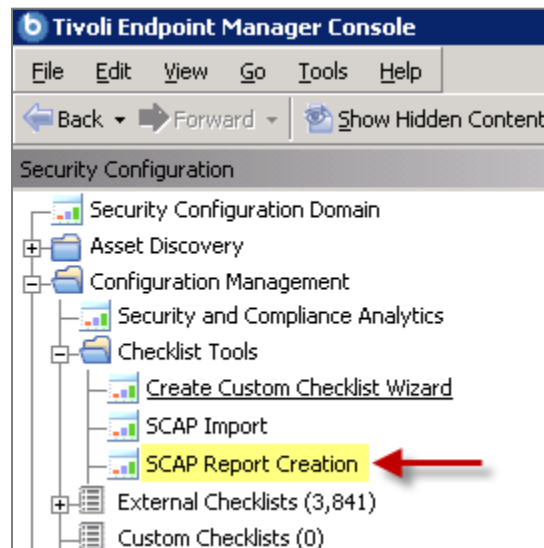 Tivoli Endpoint Manager Console
File Edit View Go Tools Help
Back Forward Show Hidden Content
Security Configuration
Security Configuration Domain
Asset Discovery
Configuration Management
Security and Compliance Analytics
Checklist Tools
Create Custom Checklist Wizard
SCAP Import
SCAP Report Creation
External Checklists (3,841)
Custom Checklists (0)